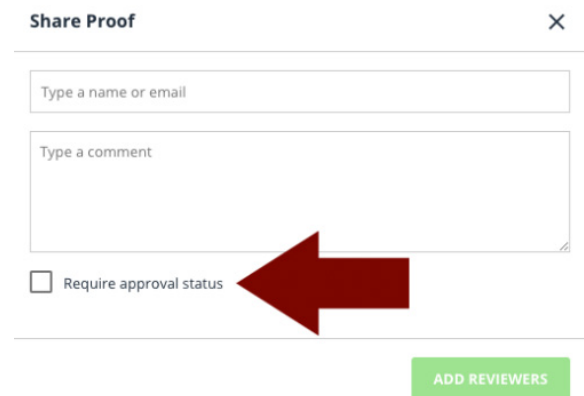 Share Proof
Type a name or email
Type a comment
Require approval status
ADD REVIEWERS